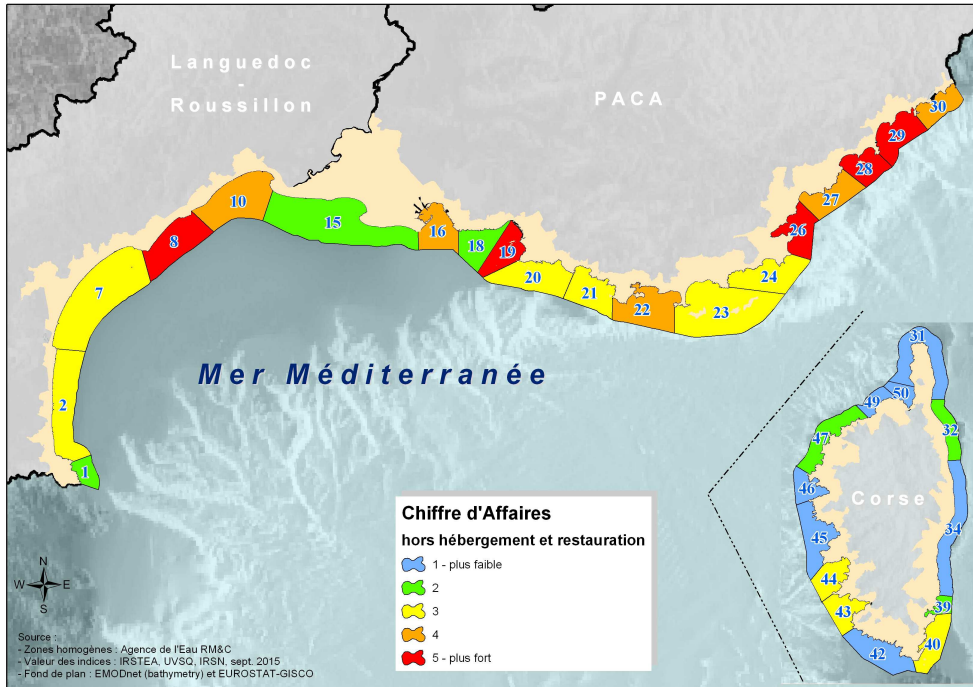 Languedoc
-
Roussillon
PACA
30
29
28
27
26
24
10
8
15
16
18
19
20
21
22
23
7
2
1
Mer Méditerranée
31
50
49
32
47
46
Corse
34
45
44
43
39
40
42
Chiffre d'Affaires
hors hébergement et restauration
1 - plus faible
2
3
4
5 - plus fort
N
W E
S
Source :
- Zones homogènes : Agence de l'Eau RM&C
- Valeur des indices : IRSTEA, UVSQ, IRSN, sept. 2015
- Fond de plan : EMODnet (bathymetry) et EUROSTAT-GISCO